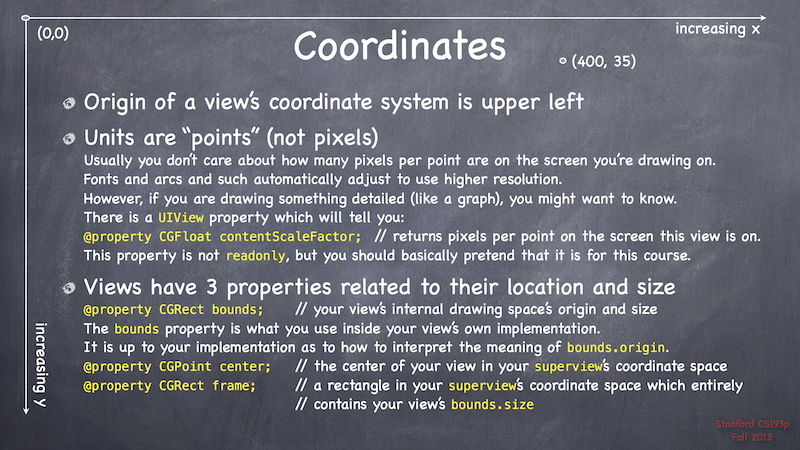 (0,0)
increasing x
Coordinates
(400, 35)
Origin of a view's coordinate system is upper left
Units are “points” (not pixels)
Usually you don't care about how many pixels per point are on the screen you're drawing on.
Fonts and arcs and such automatically adjust to use higher resolution.
However, if you are drawing something detailed (like a graph), you might want to know.
There is a UIView property which will tell you:
@property CGFloat contentScaleFactor; // returns pixels per point on the screen this view is on.
This property is not readonly, but you should basically pretend that it is for this course.
Views have 3 properties related to their location and size
@property CGRect bounds; // your view's internal drawing space's origin and size
The bounds property is what you use inside your view's own implementation.
It is up to your implementation as to how to interpret the meaning of bounds.origin.
@property CGPoint center; // the center of your view in your superview's coordinate space
@property CGRect frame; // a rectangle in your superview's coordinate space which entirely
// contains your view's bounds.size
increasing y
Stanford CS193p
Fall 2013